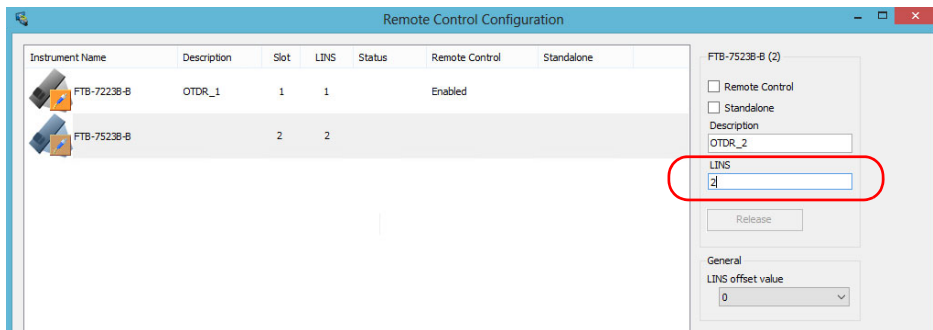 Remote Control Configuration
Instrument Name Description Slot LINS Status Remote Control Standalone
FTB-7223B-B OTDR_1 1 1 Enabled
FTB-7523B-B 2 2
FTB-7523B-B (2)
Remote Control
Standalone
Description
OTDR_2
LINS
2
Release
General
LINS offset value
0